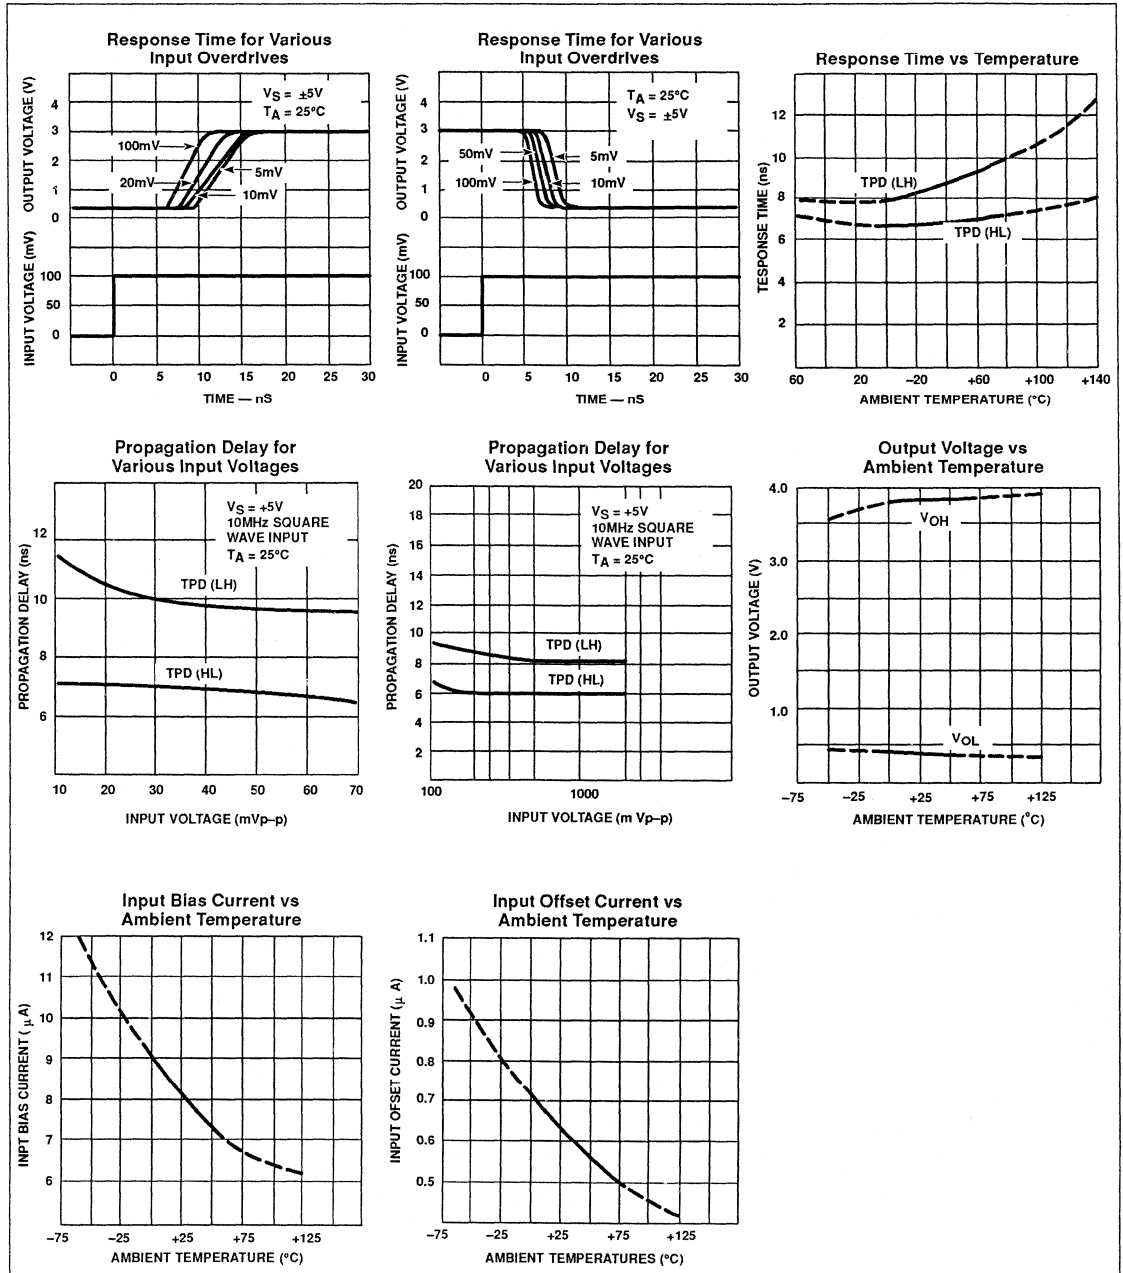 Response Time for Various
Input Overdrives
OUTPUT VOLTAGE (V)
4
3
2
1
0
VS = ±5V
TA = 25°C
100mV
20mV
5mV
10mV
INPUT VOLTAGE (mV)
100
50
0
0 5 10 15 20 25 30
TIME — nS
Response Time for Various
Input Overdrives
OUTPUT VOLTAGE (V)
4
3
2
1
0
TA = 25°C
VS = ±5V
50mV
5mV
100mV
10mV
INPUT VOLTAGE (mV)
100
50
0
0 5 10 15 20 25 30
TIME — nS
Response Time vs Temperature
TESPONSE TIME (ns)
12
10
8
6
4
2
TPD (LH)
TPD (HL)
60 20 –20 +60 +100 +140
AMBIENT TEMPERATURE (°C)
Propagation Delay for
Various Input Voltages
PROPAGATION DELAY (ns)
12
10
8
6
VS = +5V
10MHz SQUARE
WAVE INPUT
TA = 25°C
TPD (LH)
TPD (HL)
10 20 30 40 50 60 70
INPUT VOLTAGE (mVp–p)
Propagation Delay for
Various Input Voltages
PROPAGATION DELAY (ns)
20
18
16
14
12
10
8
6
4
2
VS = +5V
10MHz SQUARE
WAVE INPUT
TA = 25°C
TPD (LH)
TPD (HL)
100 1000
INPUT VOLTAGE (m Vp–p)
Output Voltage vs
Ambient Temperature
OUTPUT VOLTAGE (V)
4.0
3.0
2.0
1.0
VOH
VOL
–75 –25 +25 +75 +125
AMBIENT TEMPERATURE (°C)
Input Bias Current vs
Ambient Temperature
INPT BIAS CURRENT (μA)
12
11
10
9
8
7
6
–75 –25 +25 +75 +125
AMBIENT TEMPERATURE (°C)
Input Offset Current vs
Ambient Temperature
INPUT OFSET CURRENT (μA)
1.1
1.0
0.9
0.8
0.7
0.6
0.5
–75 –25 +25 +75 +125
AMBIENT TEMPERATURES (°C)